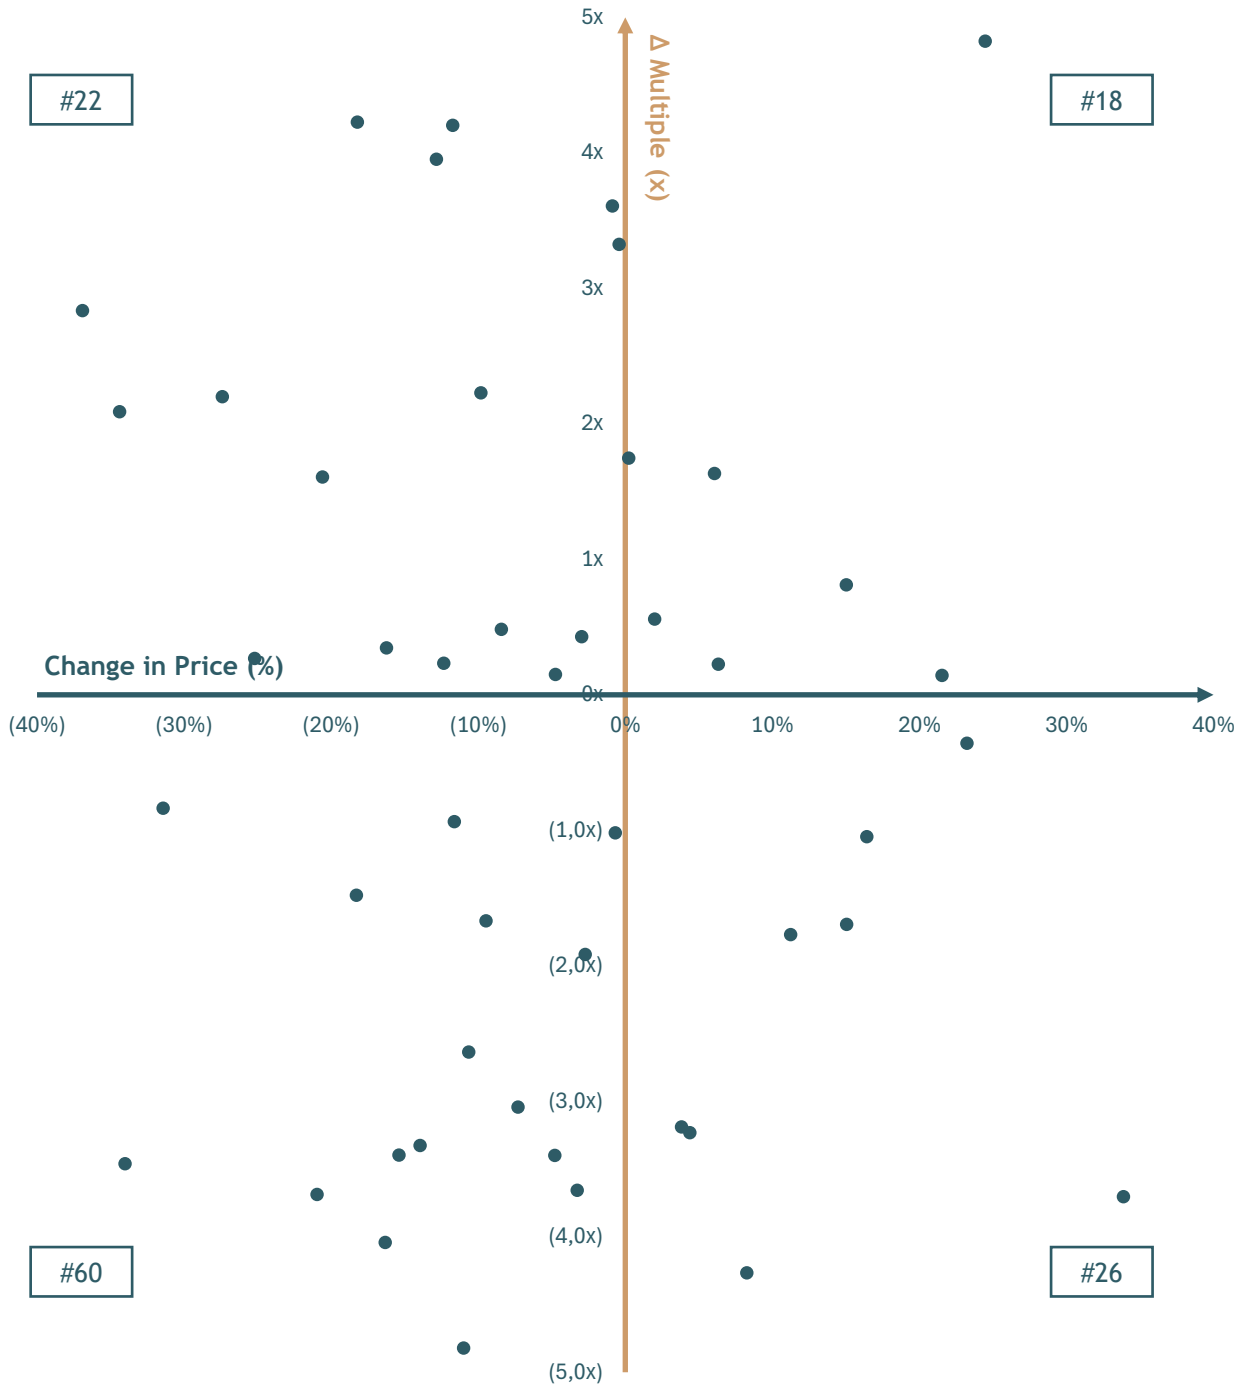 5x
Δ Multiple (x)
#22
#18
4x
3x
2x
1x
Change in Price (%)
0x
(40%) (30%) (20%) (10%) 0% 10% 20% 30% 40%
(1,0x)
(2,0x)
(3,0x)
(4,0x)
#60
#26
(5,0x)